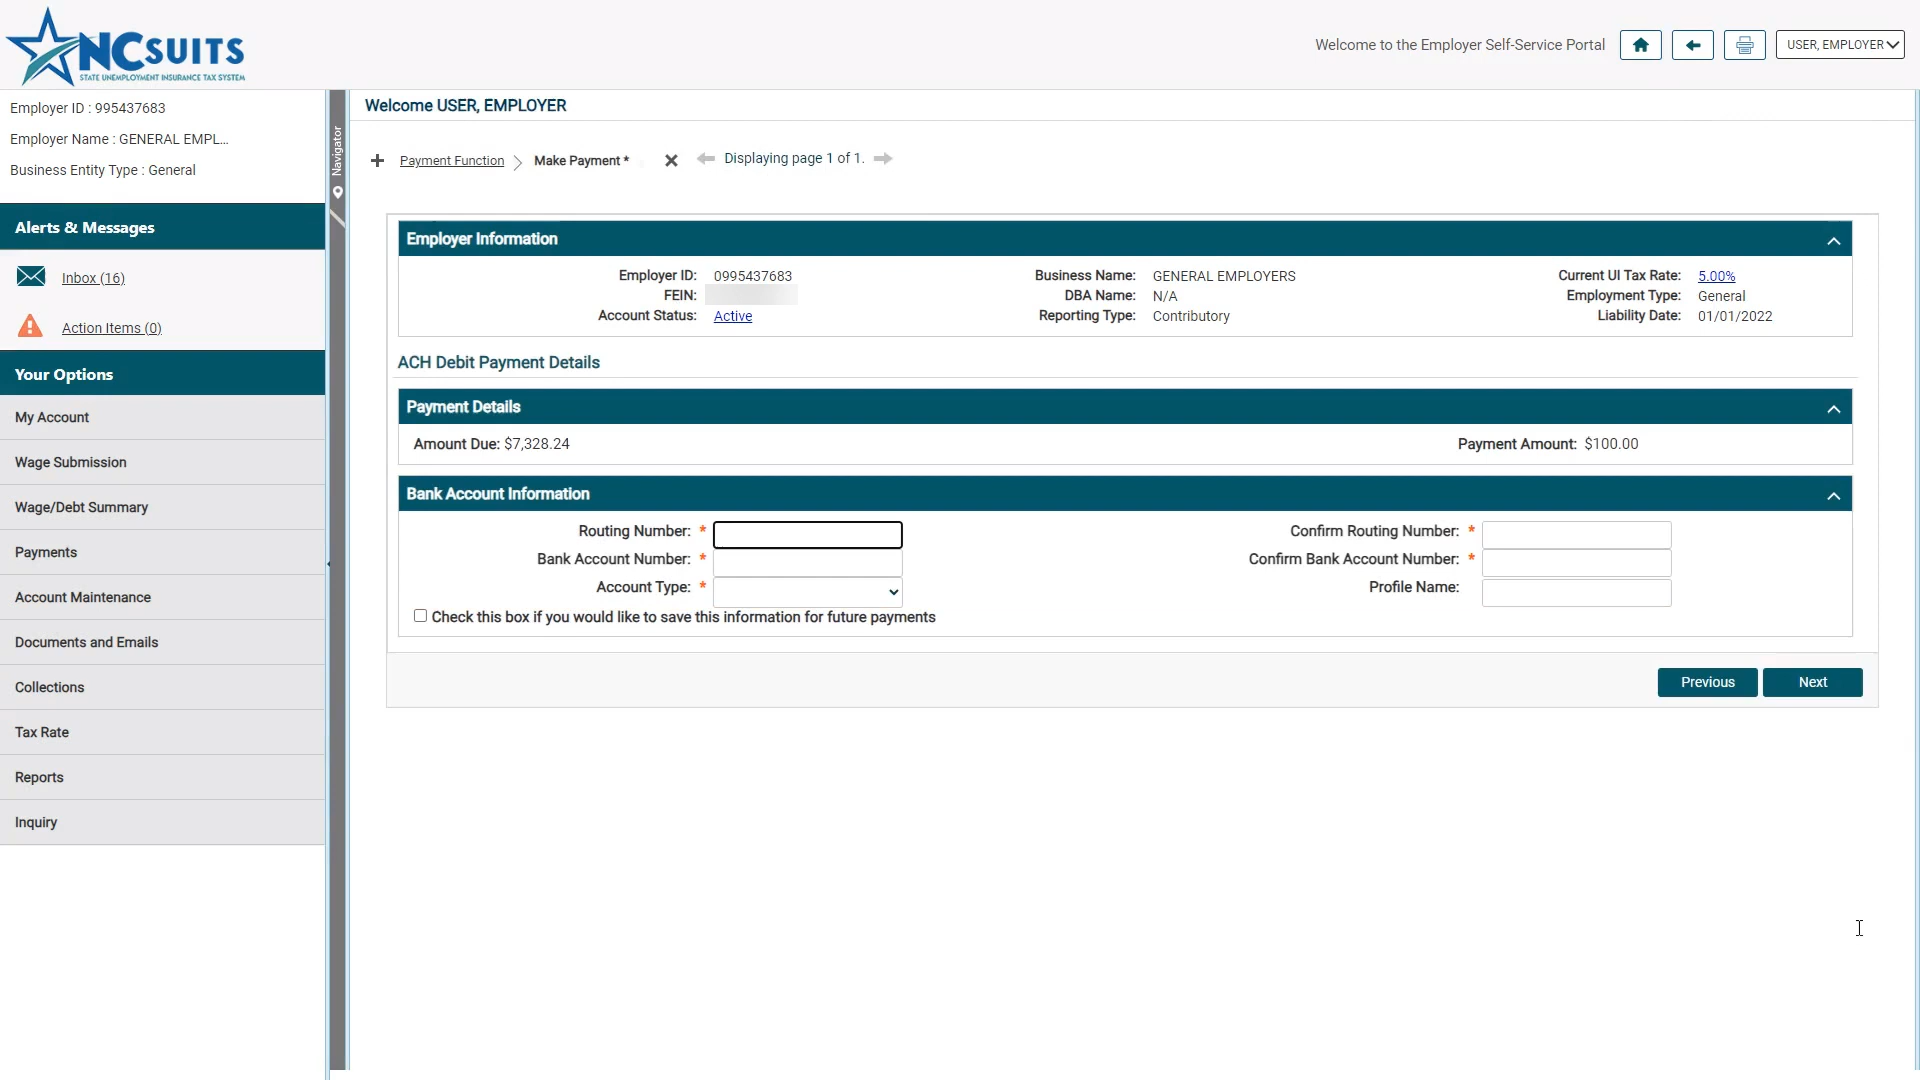 NCSUITS
STATE UNEMPLOYMENT INSURANCE TAX SYSTEM
Welcome to the Employer Self-Service Portal
USER, EMPLOYER
Employer ID : 995437683
Employer Name : GENERAL EMPL...
Business Entity Type : General
Alerts & Messages
Inbox (16)
Action Items (0)
Your Options
My Account
Wage Submission
Wage/Debt Summary
Payments
Account Maintenance
Documents and Emails
Collections
Tax Rate
Reports
Inquiry
Navigator
Welcome USER, EMPLOYER
Payment Function
Make Payment *
Displaying page 1 of 1.
Employer Information
Employer ID: 0995437683
Business Name: GENERAL EMPLOYERS
Current UI Tax Rate: 5.00%
FEIN:
DBA Name: N/A
Employment Type: General
Account Status: Active
Reporting Type: Contributory
Liability Date: 01/01/2022
ACH Debit Payment Details
Payment Details
Amount Due: $7,328.24
Payment Amount: $100.00
Bank Account Information
Routing Number: *
Confirm Routing Number: *
Bank Account Number: *
Confirm Bank Account Number: *
Account Type: *
Profile Name:
Check this box if you would like to save this information for future payments
Previous
Next